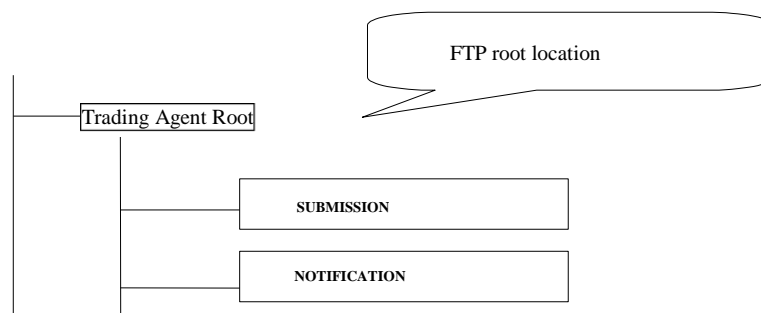 FTP root location
Trading Agent Root
SUBMISSION
NOTIFICATION